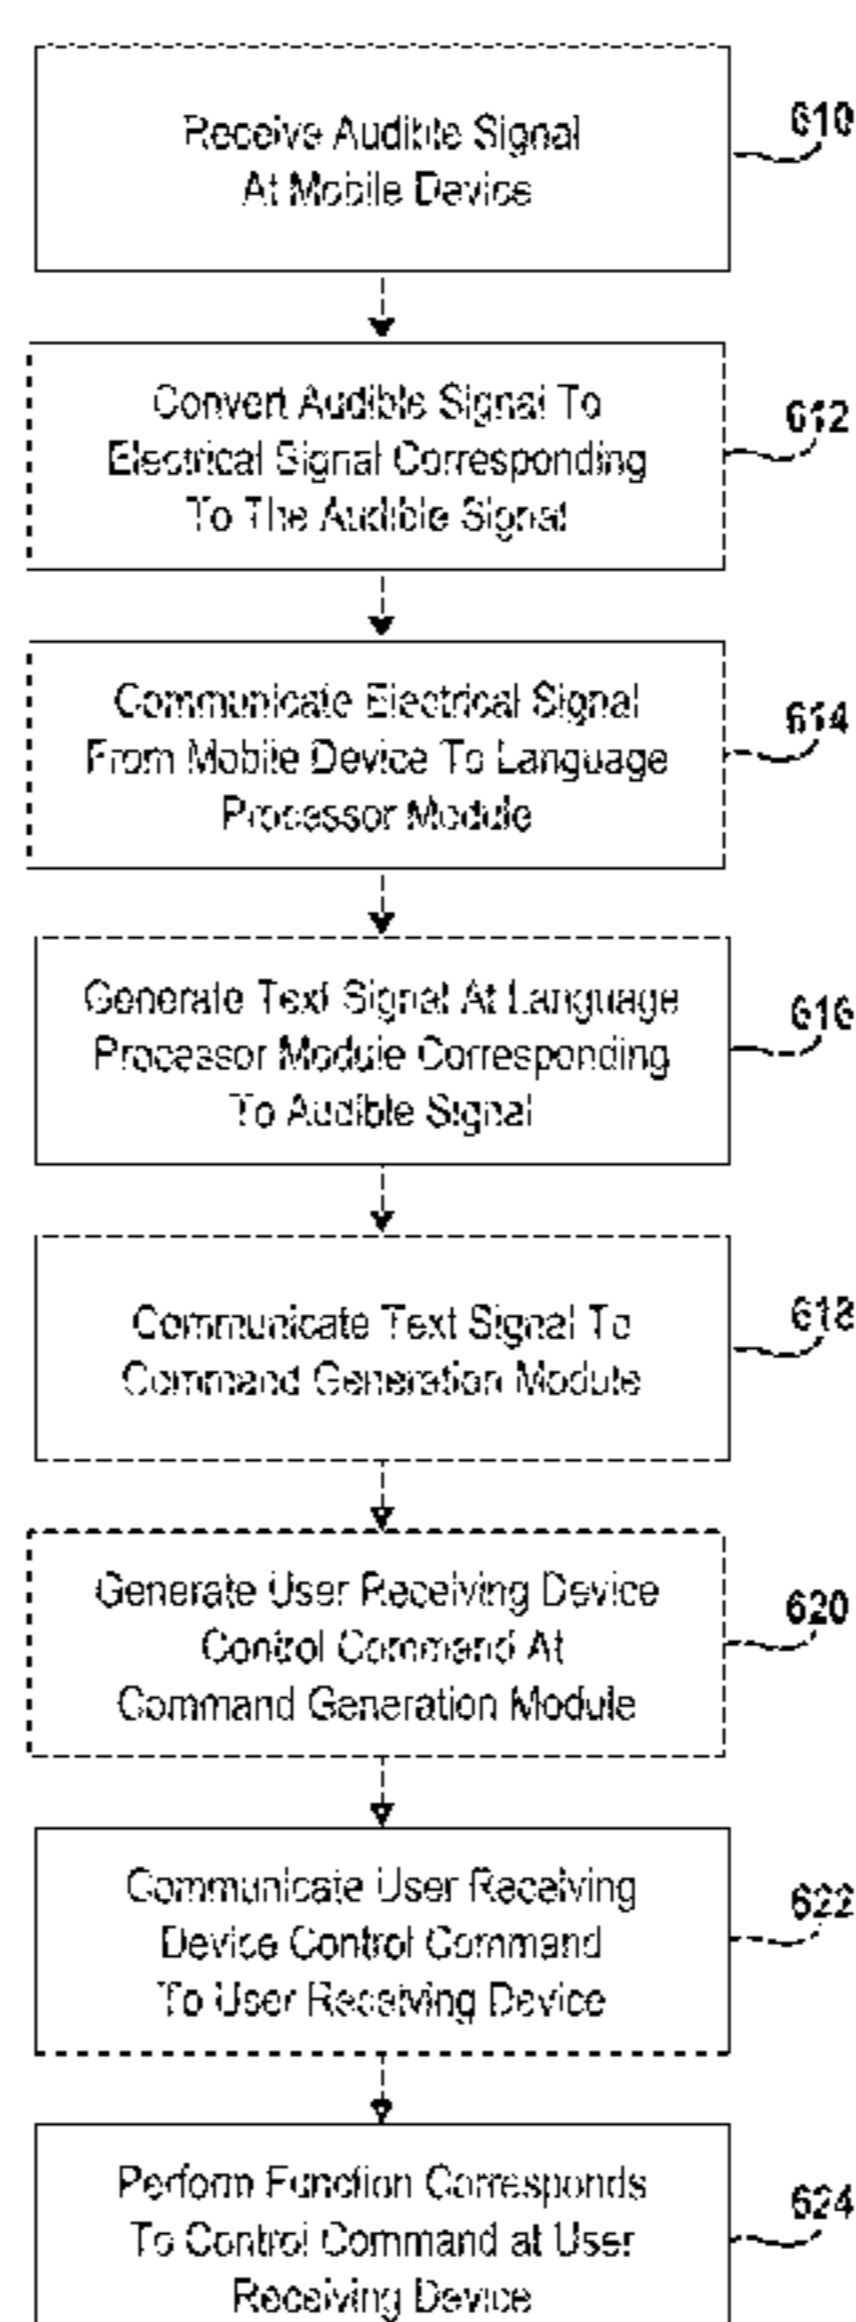 Receive Audible Signal
At Mobile Device
610
Convert Audible Signal To
Electrical Signal Corresponding
To The Audible Signal
612
Communicate Electrical Signal
From Mobile Device To Language
Processor Module
614
Generate Text Signal At Language
Processor Module Corresponding
To Audible Signal
616
Communicate Text Signal To
Command Generation Module
618
Generate User Receiving Device
Control Command At
Command Generation Module
620
Communicate User Receiving
Device Control Command
To User Receiving Device
622
Perform Function Corresponds
To Control Command at User
Receiving Device
624